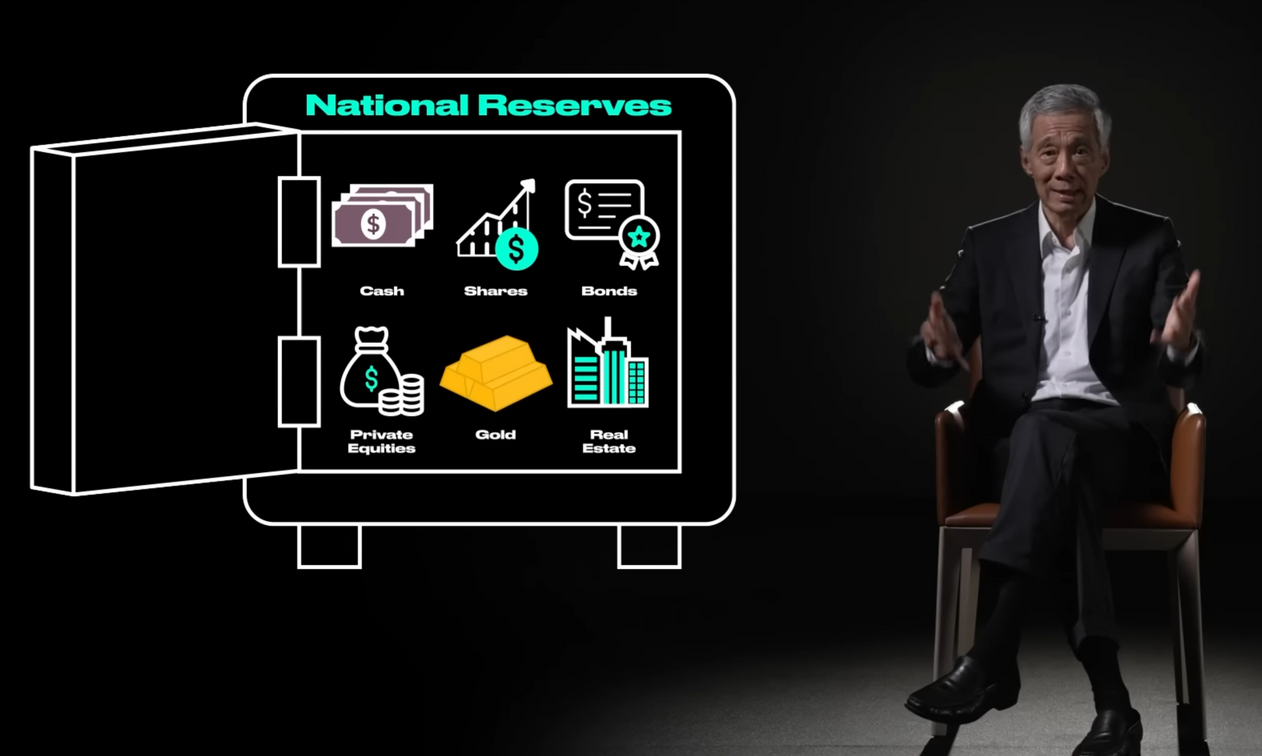 National Reserves
$
$
$
Cash
Shares
Bonds
$
Private
Equities
Gold
Real
Estate